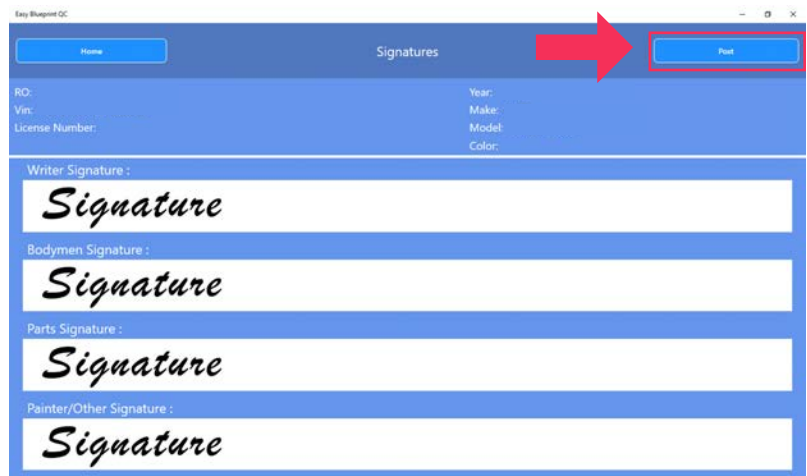 Easy Blueprint QC
Home
Signatures
Post
RO:
Year:
Vin:
Make:
License Number:
Model:
Color:
Writer Signature :
Signature
Bodymen Signature :
Signature
Parts Signature :
Signature
Painter/Other Signature :
Signature